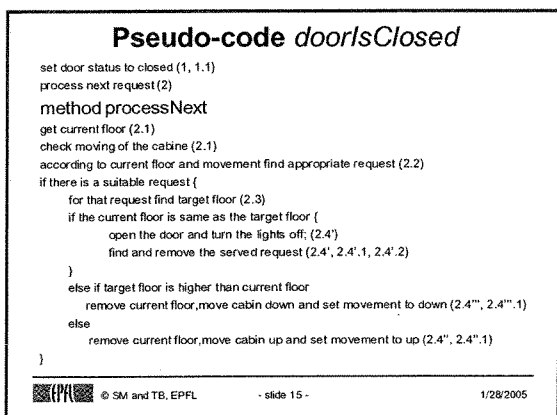 Pseudo-code doorIsClosed
set door status to closed (1, 1.1)
process next request (2)
method processNext
get current floor (2.1)
check moving of the cabine (2.1)
according to current floor and movement find appropriate request (2.2)
if there is a suitable request {
for that request find target floor (2.3)
if the current floor is same as the target floor {
open the door and turn the lights off; (2.4')
find and remove the served request (2.4', 2.4'.1, 2.4'.2)
}
else if target floor is higher than current floor
remove current floor,move cabin down and set movement to down (2.4''', 2.4'''.1)
else
remove current floor,move cabin up and set movement to up (2.4'', 2.4''.1)
}
EPFL © SM and TB, EPFL - slide 15 - 1/28/2005